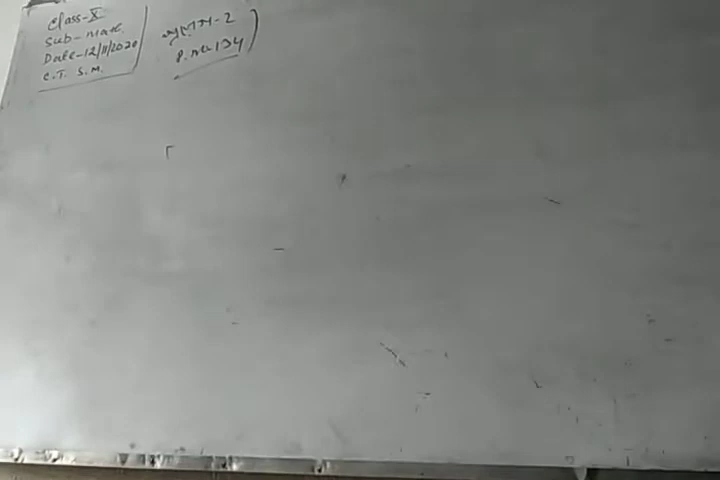 Class-X
Sub-math
Date-12/11/2020
C.T. S.M.
P.No-134